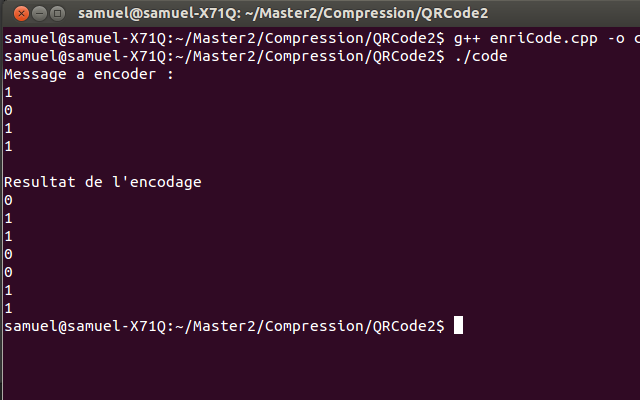 samuel@samuel-X71Q: ~/Master2/Compression/QRCode2
samuel@samuel-X71Q:~/Master2/Compression/QRCode2$ g++ enriCode.cpp -o c
samuel@samuel-X71Q:~/Master2/Compression/QRCode2$ ./code
Message a encoder :
1
0
1
1
Resultat de l'encodage
0
1
1
0
0
1
1
samuel@samuel-X71Q:~/Master2/Compression/QRCode2$